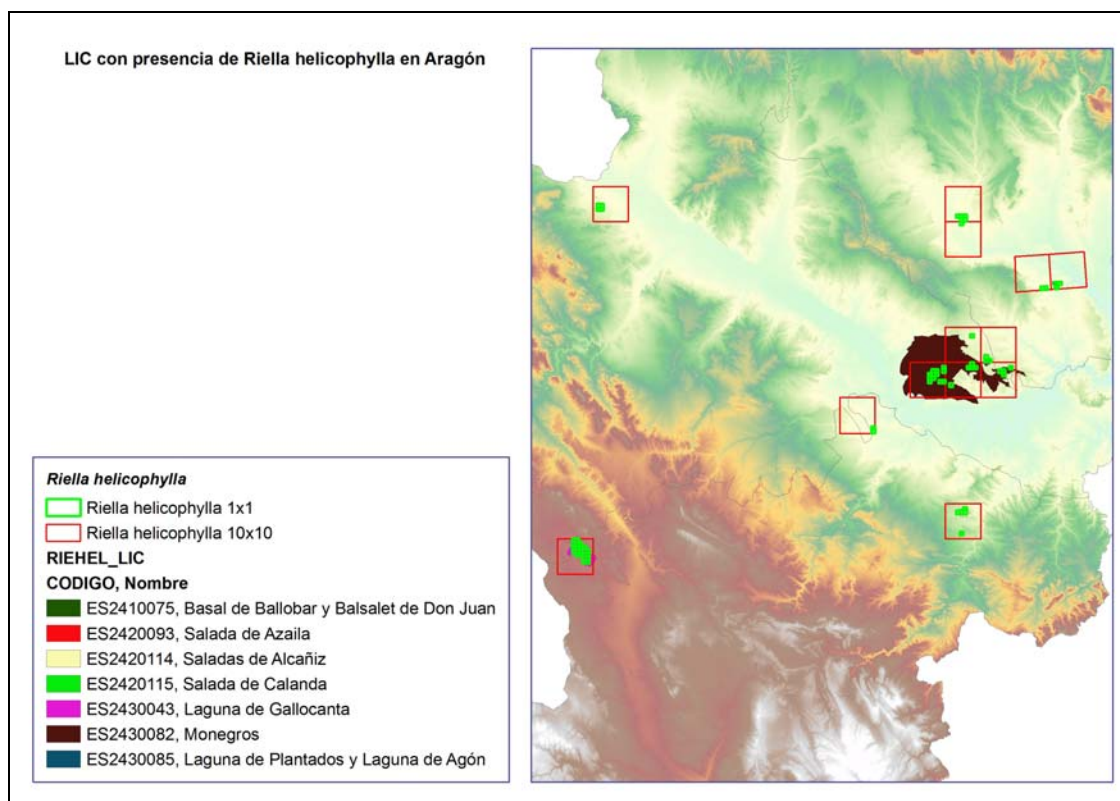 LIC con presencia de Riella helicophylla en Aragón
Riella helicophylla
Riella helicophylla 1x1
Riella helicophylla 10x10
RIEHEL_LIC
CODIGO, Nombre
ES2410075, Basal de Ballobar y Balsalet de Don Juan
ES2420093, Salada de Azaila
ES2420114, Saladas de Alcañiz
ES2420115, Salada de Calanda
ES2430043, Laguna de Gallocanta
ES2430082, Monegros
ES2430085, Laguna de Plantados y Laguna de Agón